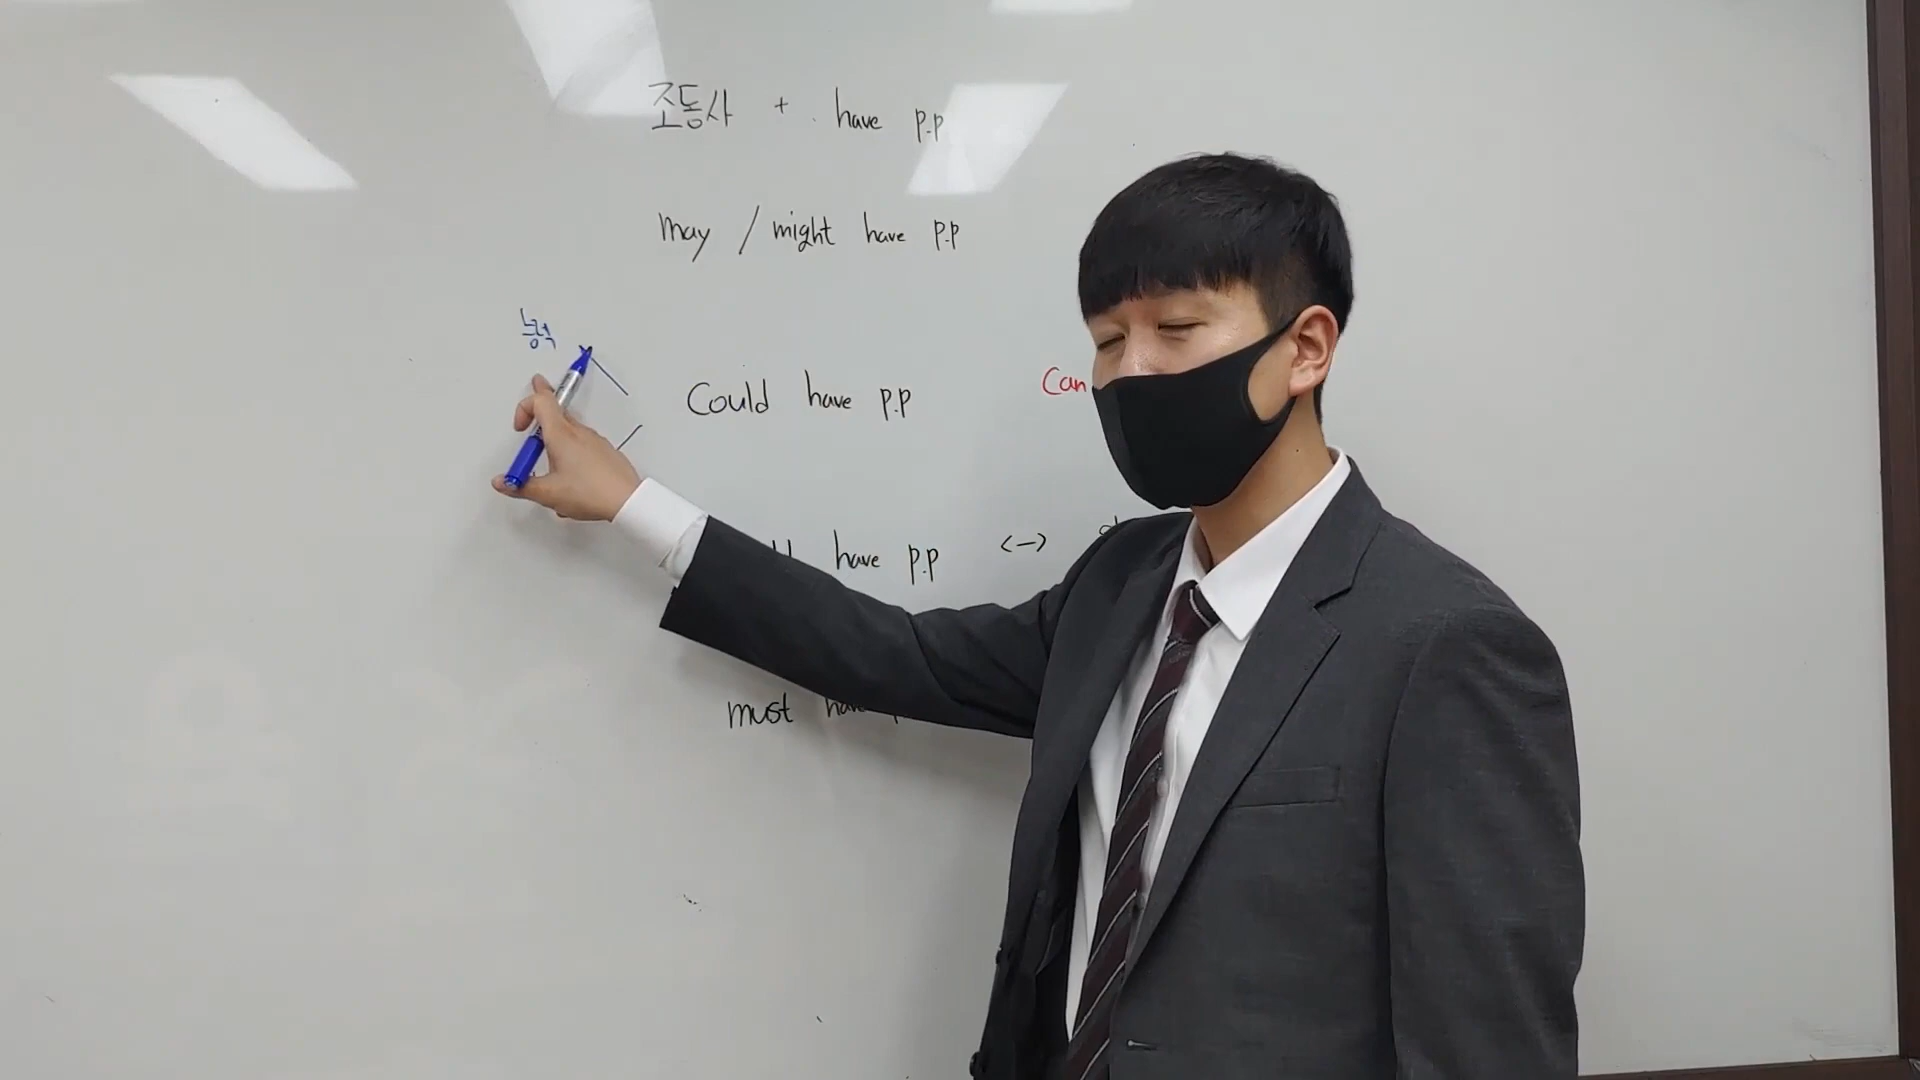 조동사 + have p.p
may / might have p.p
능력
Could have p.p Can
have p.p <->
must have